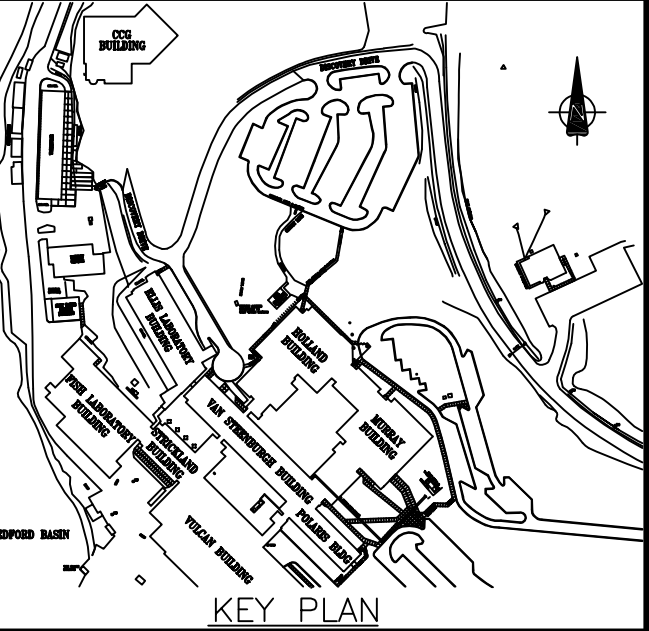 CCG
BUILDING
DISCOVERY DRIVE
N
DISCOVERY DRIVE
ELLIS LABORATORY
BUILDING
HOLLAND
BUILDING
FISH LABORATORY
BUILDING
STRICKLAND
BUILDING
VAN STEENBURGH BUILDING
MURRAY
BUILDING
POLARIS BLDG
VULCAN BUILDING
EDFORD BASIN
KEY PLAN